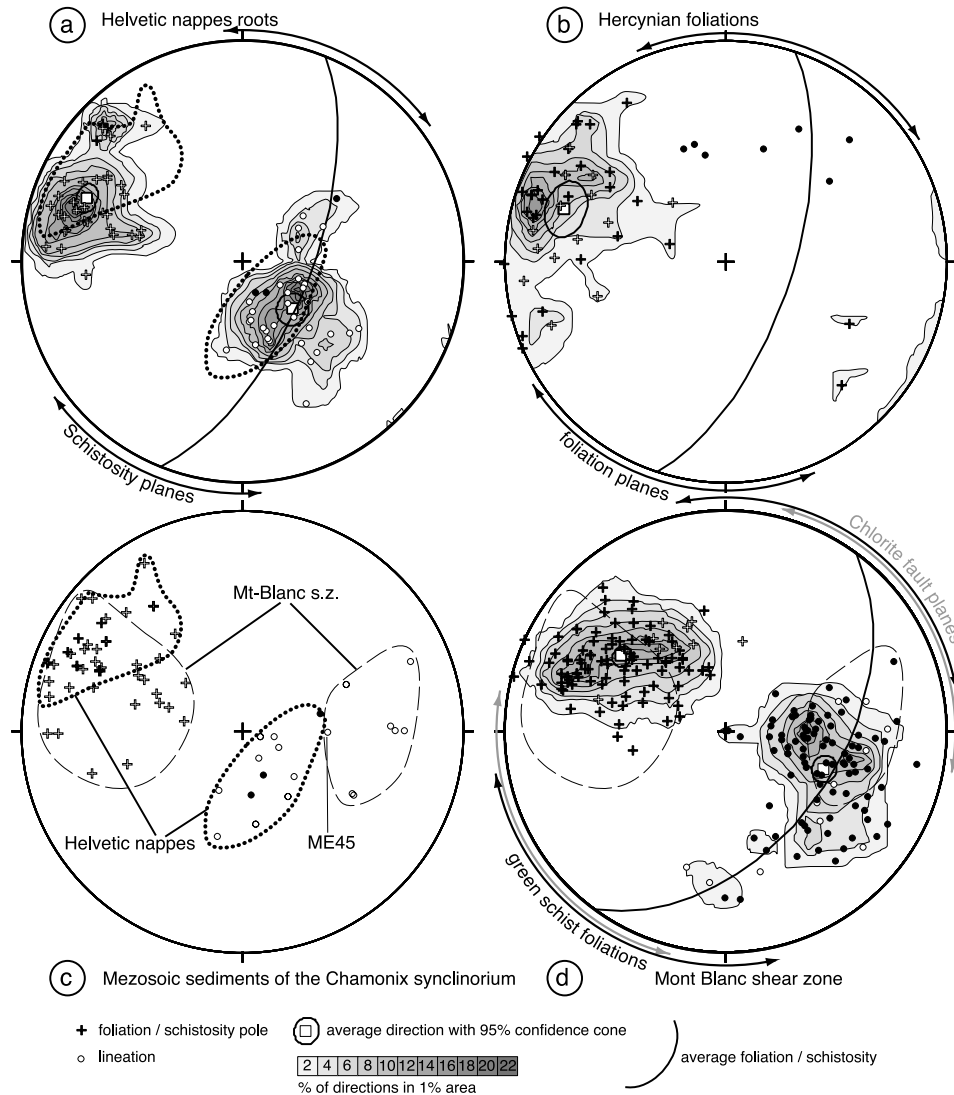 a Helvetic nappes roots
b Hercynian foliations
Schistosity planes
foliation planes
Chlorite fault planes
Mt-Blanc s.z.
Helvetic nappes
ME45
green schist foliations
c Mezosoic sediments of the Chamonix synclinorium
d Mont Blanc shear zone
foliation / schistosity pole
average direction with 95% confidence cone
lineation
2 4 6 8 10 12 14 16 18 20 22
average foliation / schistosity
% of directions in 1% area